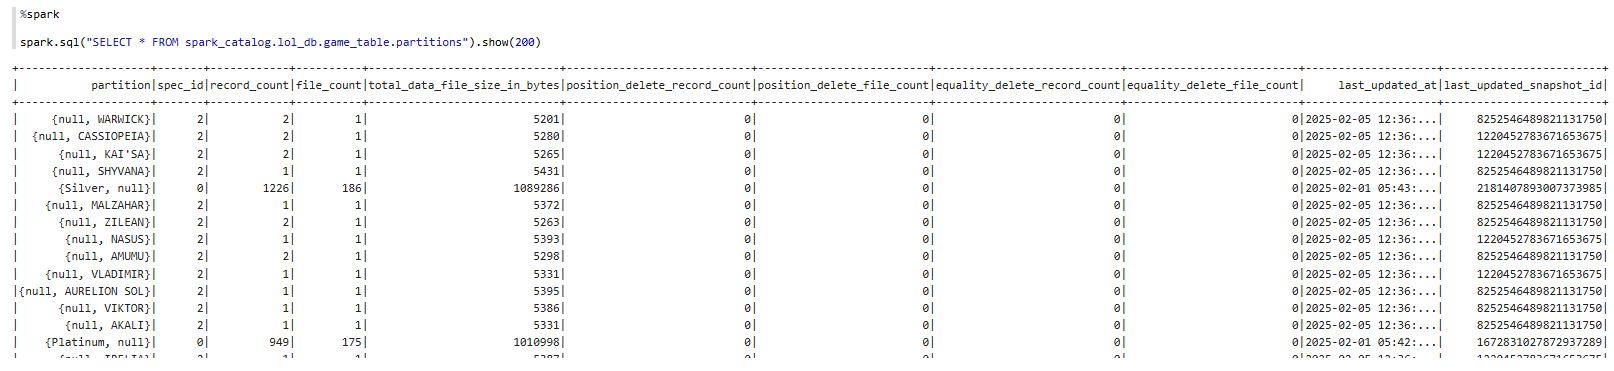 %spark
spark.sql("SELECT * FROM spark_catalog.lol_db.game_table.partitions").show(200)
+-------------------+-------+------------+----------+-----------------------------+----------------------------+--------------------------+----------------------------+--------------------------+--------------------+------------------------+
| partition|spec_id|record_count|file_count|total_data_file_size_in_bytes|position_delete_record_count|position_delete_file_count|equality_delete_record_count|equality_delete_file_count| last_updated_at|last_updated_snapshot_id|
+-------------------+-------+------------+----------+-----------------------------+----------------------------+--------------------------+----------------------------+--------------------------+--------------------+------------------------+
| {null, WARWICK}| 2| 2| 1| 5201| 0| 0| 0| 0|2025-02-05 12:36:...| 8252546489821131750|
| {null, CASSIOPEIA}| 2| 2| 1| 5280| 0| 0| 0| 0|2025-02-05 12:36:...| 1220452783671653675|
| {null, KAI'SA}| 2| 2| 1| 5265| 0| 0| 0| 0|2025-02-05 12:36:...| 8252546489821131750|
| {null, SHYVANA}| 2| 1| 1| 5431| 0| 0| 0| 0|2025-02-05 12:36:...| 8252546489821131750|
| {Silver, null}| 0| 1226| 186| 1089286| 0| 0| 0| 0|2025-02-01 05:43:...| 2181407893007373985|
| {null, MALZAHAR}| 2| 1| 1| 5372| 0| 0| 0| 0|2025-02-05 12:36:...| 8252546489821131750|
| {null, ZILEAN}| 2| 2| 1| 5263| 0| 0| 0| 0|2025-02-05 12:36:...| 8252546489821131750|
| {null, NASUS}| 2| 1| 1| 5393| 0| 0| 0| 0|2025-02-05 12:36:...| 1220452783671653675|
| {null, AMUMU}| 2| 2| 1| 5298| 0| 0| 0| 0|2025-02-05 12:36:...| 8252546489821131750|
| {null, VLADIMIR}| 2| 1| 1| 5331| 0| 0| 0| 0|2025-02-05 12:36:...| 1220452783671653675|
|{null, AURELION SOL}| 2| 1| 1| 5395| 0| 0| 0| 0|2025-02-05 12:36:...| 8252546489821131750|
| {null, VIKTOR}| 2| 1| 1| 5386| 0| 0| 0| 0|2025-02-05 12:36:...| 8252546489821131750|
| {null, AKALI}| 2| 1| 1| 5331| 0| 0| 0| 0|2025-02-05 12:36:...| 8252546489821131750|
| {Platinum, null}| 0| 949| 175| 1010998| 0| 0| 0| 0|2025-02-01 05:42:...| 1672831027872937289|